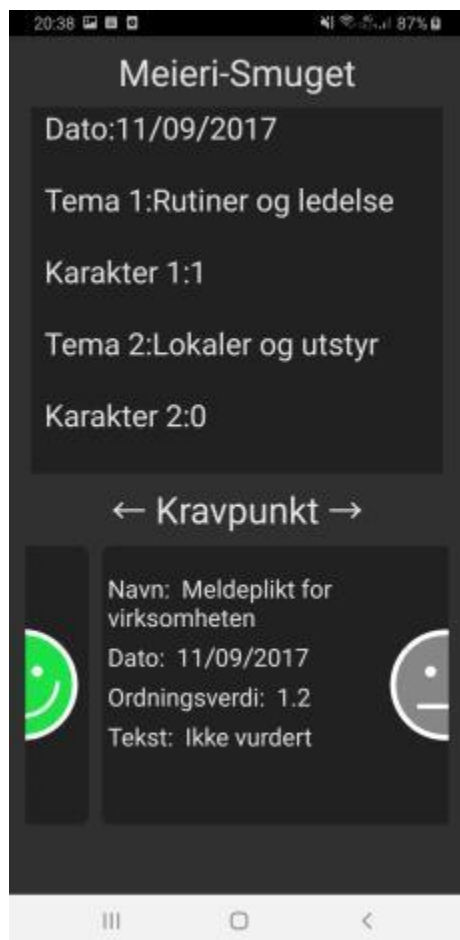 20:38
87%
Meieri-Smuget
Dato:11/09/2017
Tema 1:Rutiner og ledelse
Karakter 1:1
Tema 2:Lokaler og utstyr
Karakter 2:0
← Kravpunkt →
Navn: Meldeplikt for
virksomheten
Dato: 11/09/2017
Ordningsverdi: 1.2
Tekst: Ikke vurdert